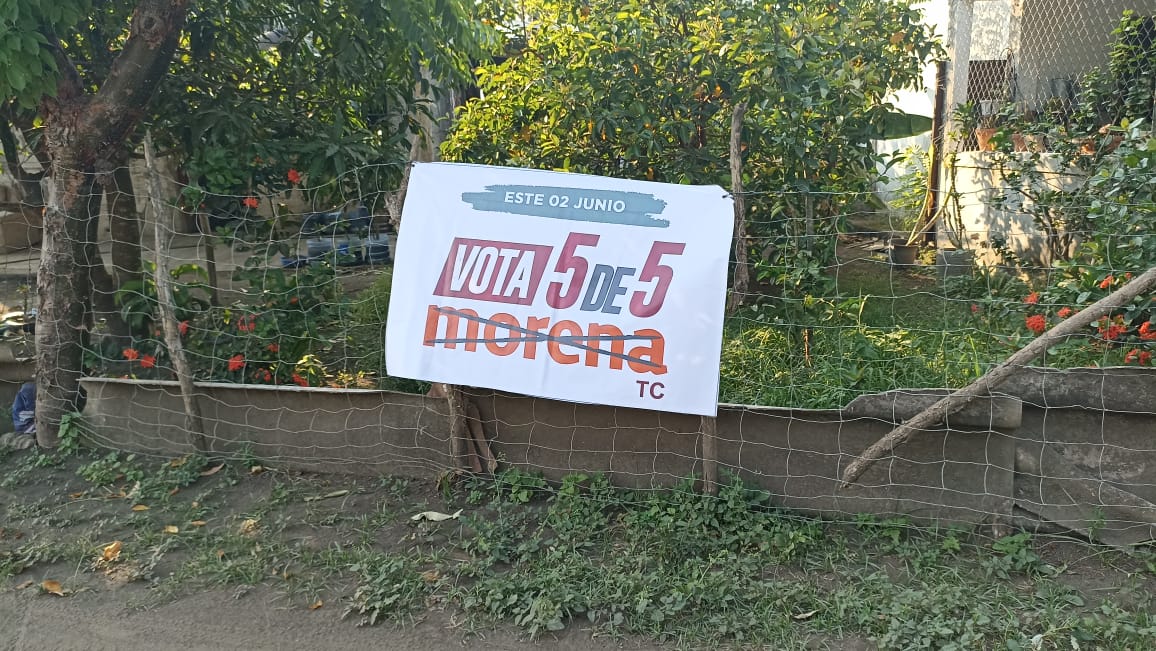 ESTE 02 JUNIO
VOTA 5 DE 5
morena
TC